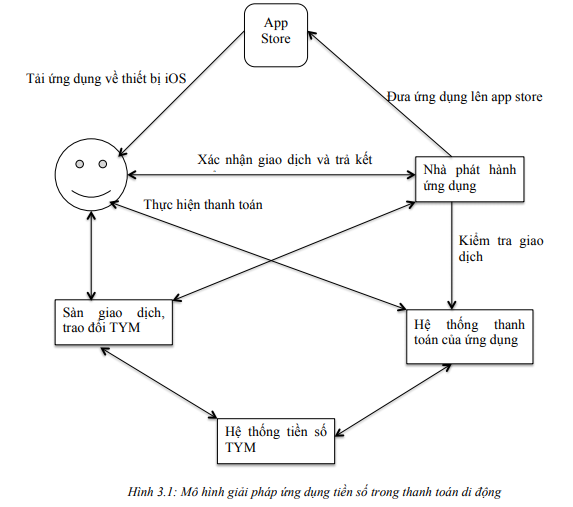 App
Store
Tải ứng dụng về thiết bị iOS
Đưa ứng dụng lên app store
Xác nhận giao dịch và trả kết
Nhà phát hành
ứng dụng
Thực hiện thanh toán
Kiểm tra giao
dịch
Sàn giao dịch,
trao đổi TYM
Hệ thống thanh
toán của ứng dụng
Hệ thống tiền số
TYM
Hình 3.1: Mô hình giải pháp ứng dụng tiền số trong thanh toán di động